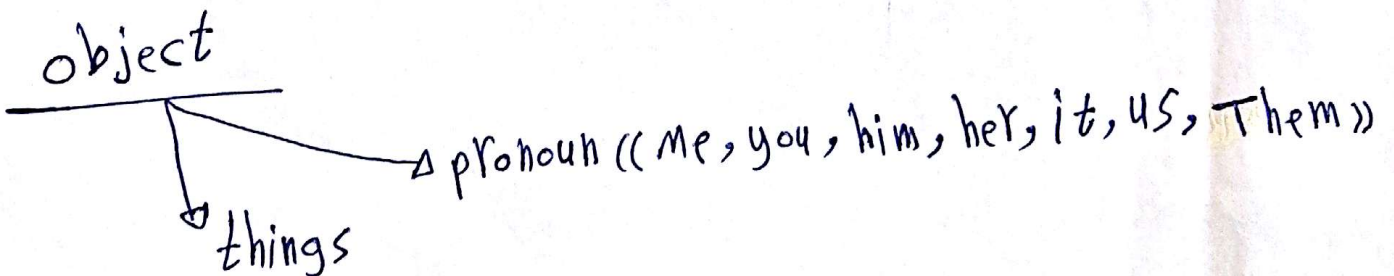 object
pronoun ((me, you, him, her, it, us, Them))
things